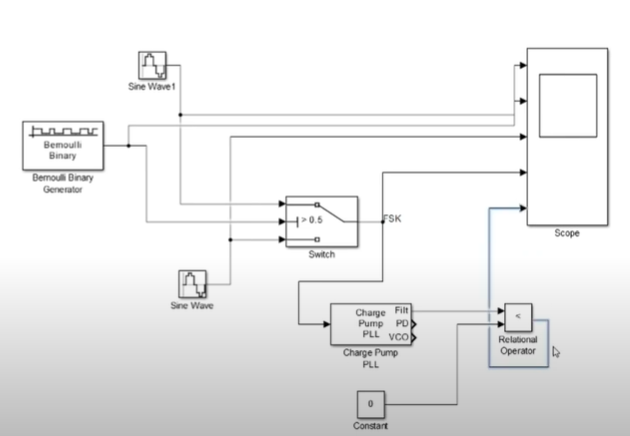 Sine Wave1
Bernoulli
Binary
Bernoulli Binary
Generator
> 0.5
Switch
FSK
Scope
Sine Wave
Charge
Pump
PLL
Filt
PD
VCO
Charge Pump
PLL
<
Relational
Operator
0
Constant